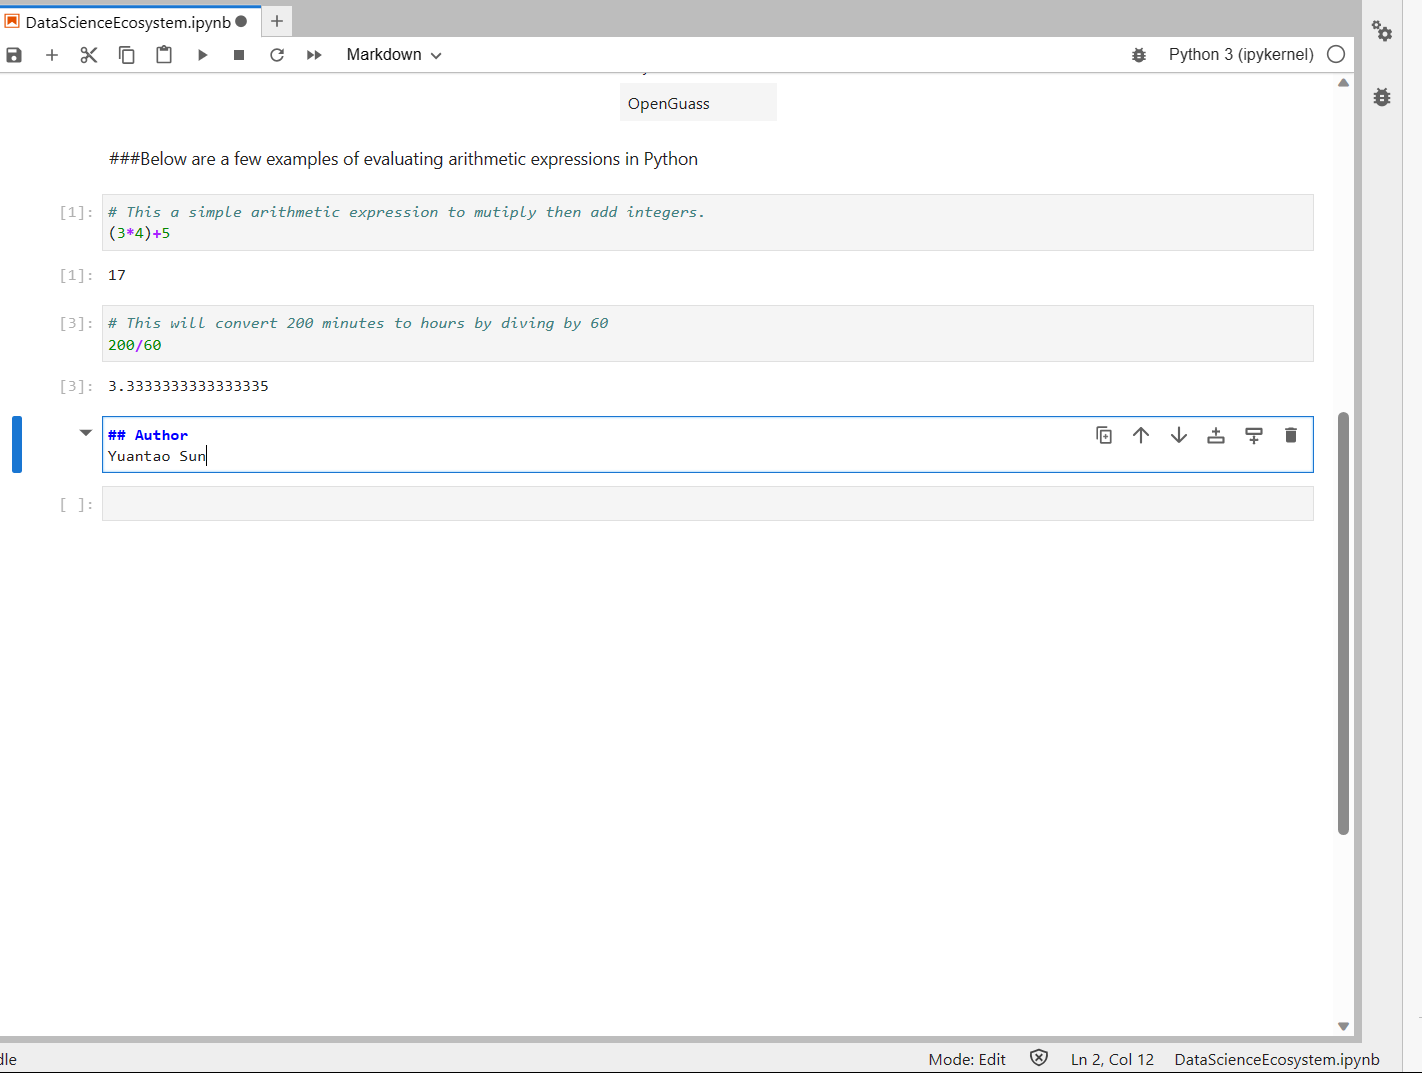 DataScienceEcosystem.ipynb
Markdown
Python 3 (ipykernel)
OpenGuass
###Below are a few examples of evaluating arithmetic expressions in Python
[1]: # This a simple arithmetic expression to mutiply then add integers.
(3*4)+5
[1]: 17
[3]: # This will convert 200 minutes to hours by diving by 60
200/60
[3]: 3.3333333333333335
## Author
Yuantao Sun
[ ]:
Mode: Edit
Ln 2, Col 12
DataScienceEcosystem.ipynb